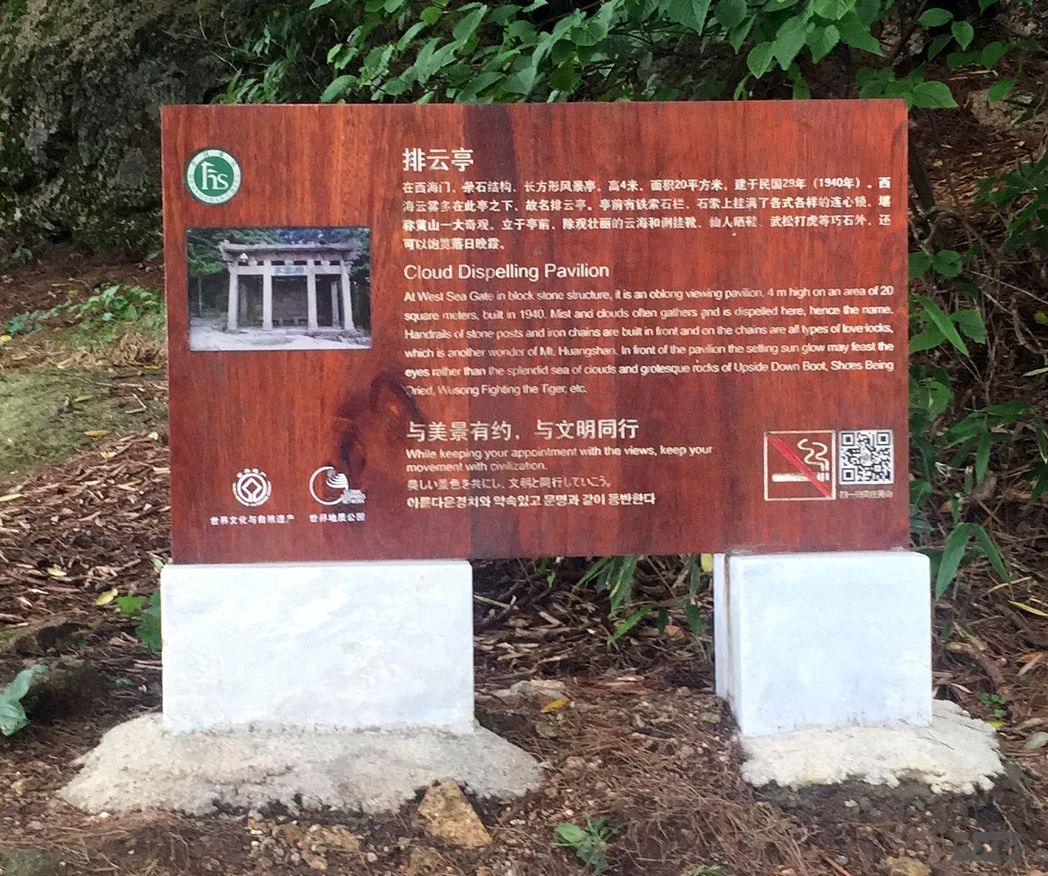 hs
排云亭
在西海门，条石结构、长方形风景亭。高4米，面积20平方米，建于民国29年（1940年）。西
海云雾多在此亭之下，故名排云亭。亭前有铁索石栏，石索上挂满了各式各样的连心锁，堪
称黄山一大奇观。立于亭前，除观壮丽的云海和倒挂靴、仙人晒鞋、武松打虎等巧石外，还
可以饱览落日晚霞。
Cloud Dispelling Pavilion
At West Sea Gate in block stone structure, it is an oblong viewing pavilion, 4 m high on an area of 20
square meters, built in 1940. Mist and clouds often gathers and is dispelled here, hence the name.
Handrails of stone posts and iron chains are built in front and on the chains are all types of love locks,
which is another wonder of Mt. Huangshan. In front of the pavilion the setting sun glow may feast the
eyes rather than the splendid sea of clouds and grotesque rocks of Upside Down Boot, Shoes Being
Dried, Wusong Fighting the Tiger, etc.
与美景有约，与文明同行
While keeping your appointment with the views, keep your
movement with civilization.
美しい景色を共にし、文明と同行していこう。
아름다운경치와 약속있고 문명과 같이 동반한다
世界文化与自然遗产
世界地质公园